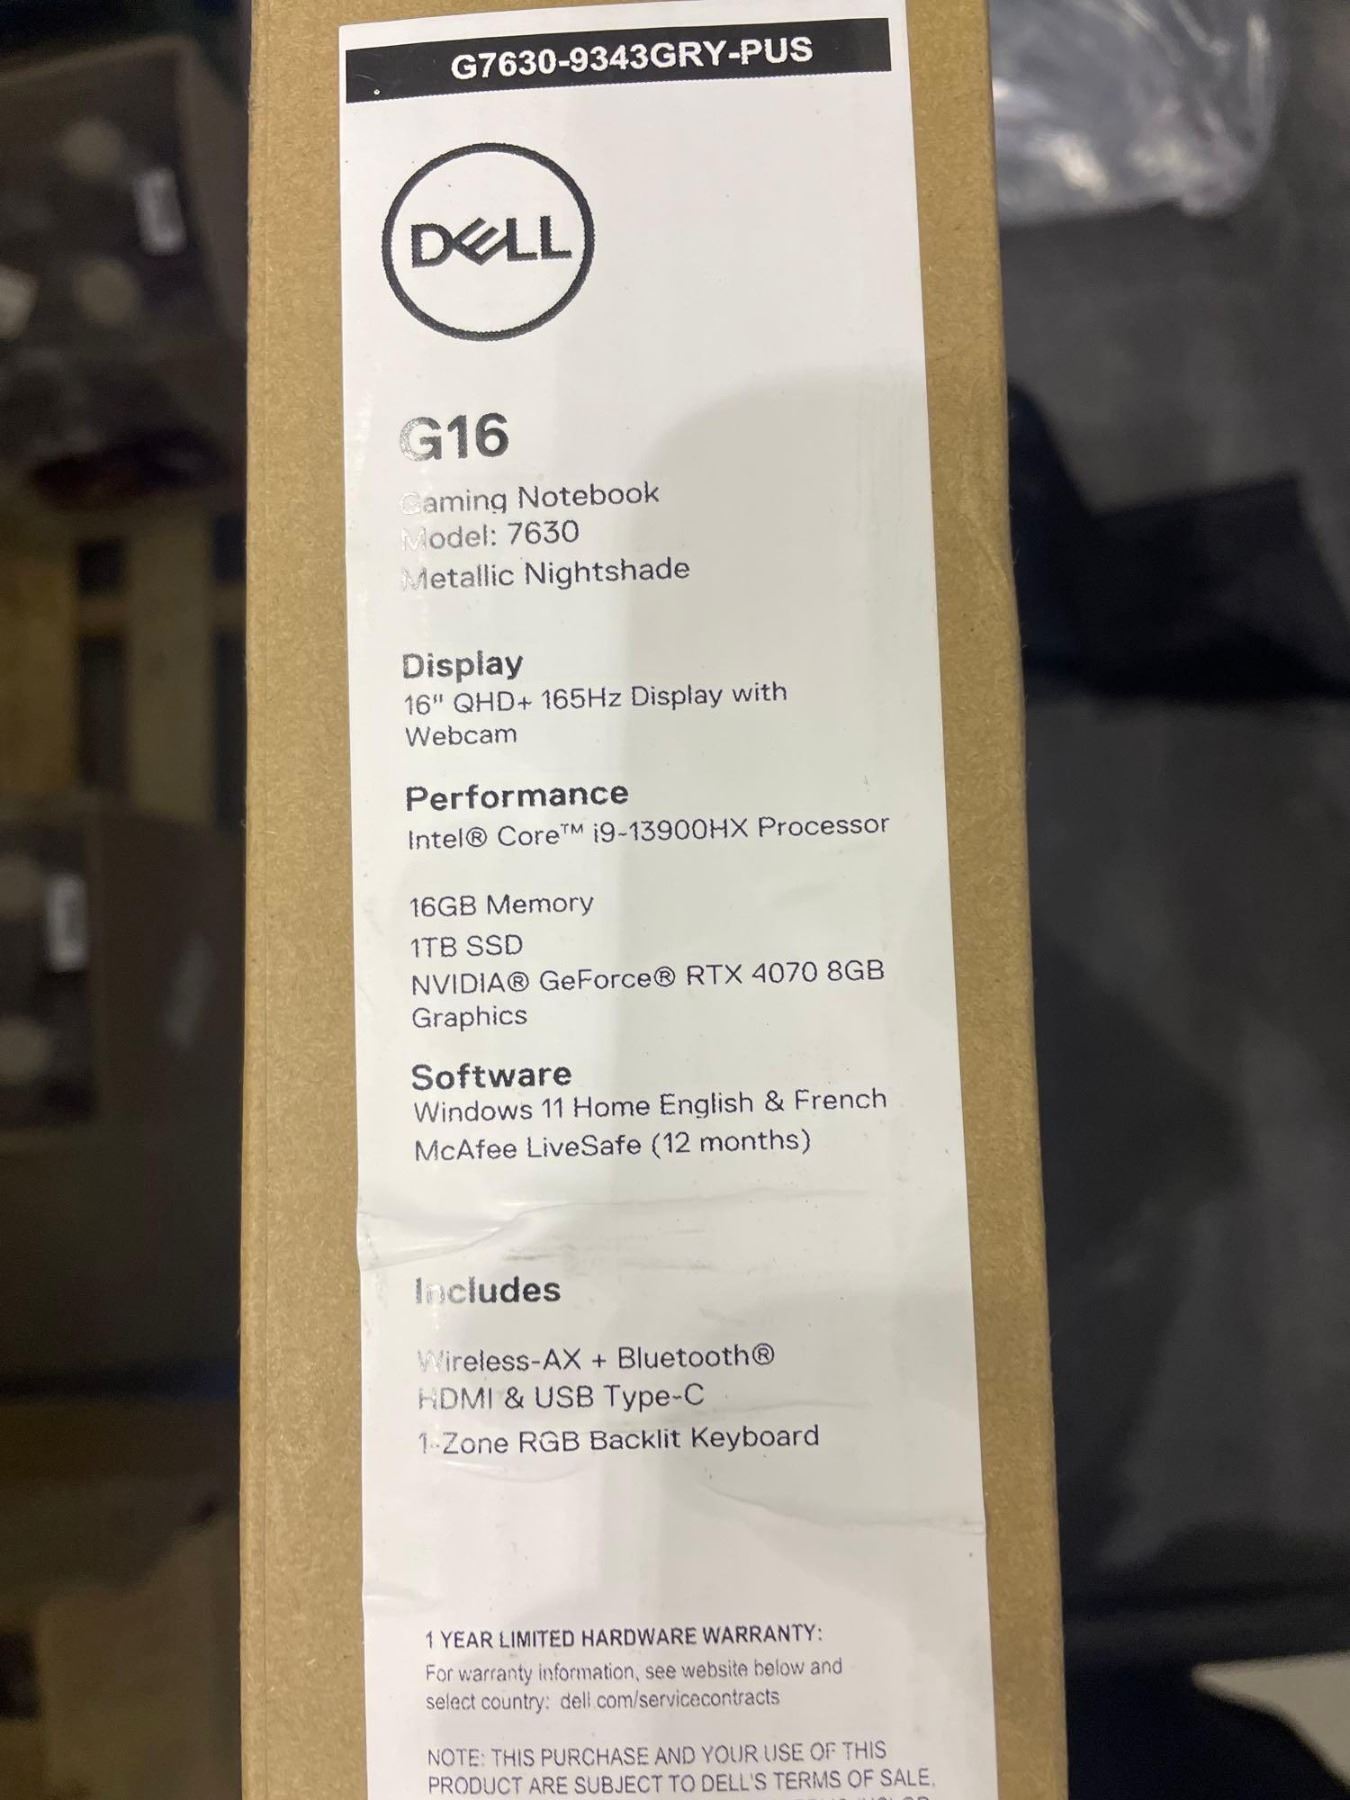 G7630-9343GRY-PUS
DELL
G16
Gaming Notebook
Model: 7630
Metallic Nightshade
Display
16" QHD+ 165Hz Display with
Webcam
Performance
Intel® Core™ i9-13900HX Processor
16GB Memory
1TB SSD
NVIDIA® GeForce® RTX 4070 8GB
Graphics
Software
Windows 11 Home English & French
McAfee LiveSafe (12 months)
Includes
Wireless-AX + Bluetooth®
HDMI & USB Type-C
1-Zone RGB Backlit Keyboard
1 YEAR LIMITED HARDWARE WARRANTY:
For warranty information, see website below and
select country: dell.com/servicecontracts
NOTE: THIS PURCHASE AND YOUR USE OF THIS
PRODUCT ARE SUBJECT TO DELL'S TERMS OF SALE,